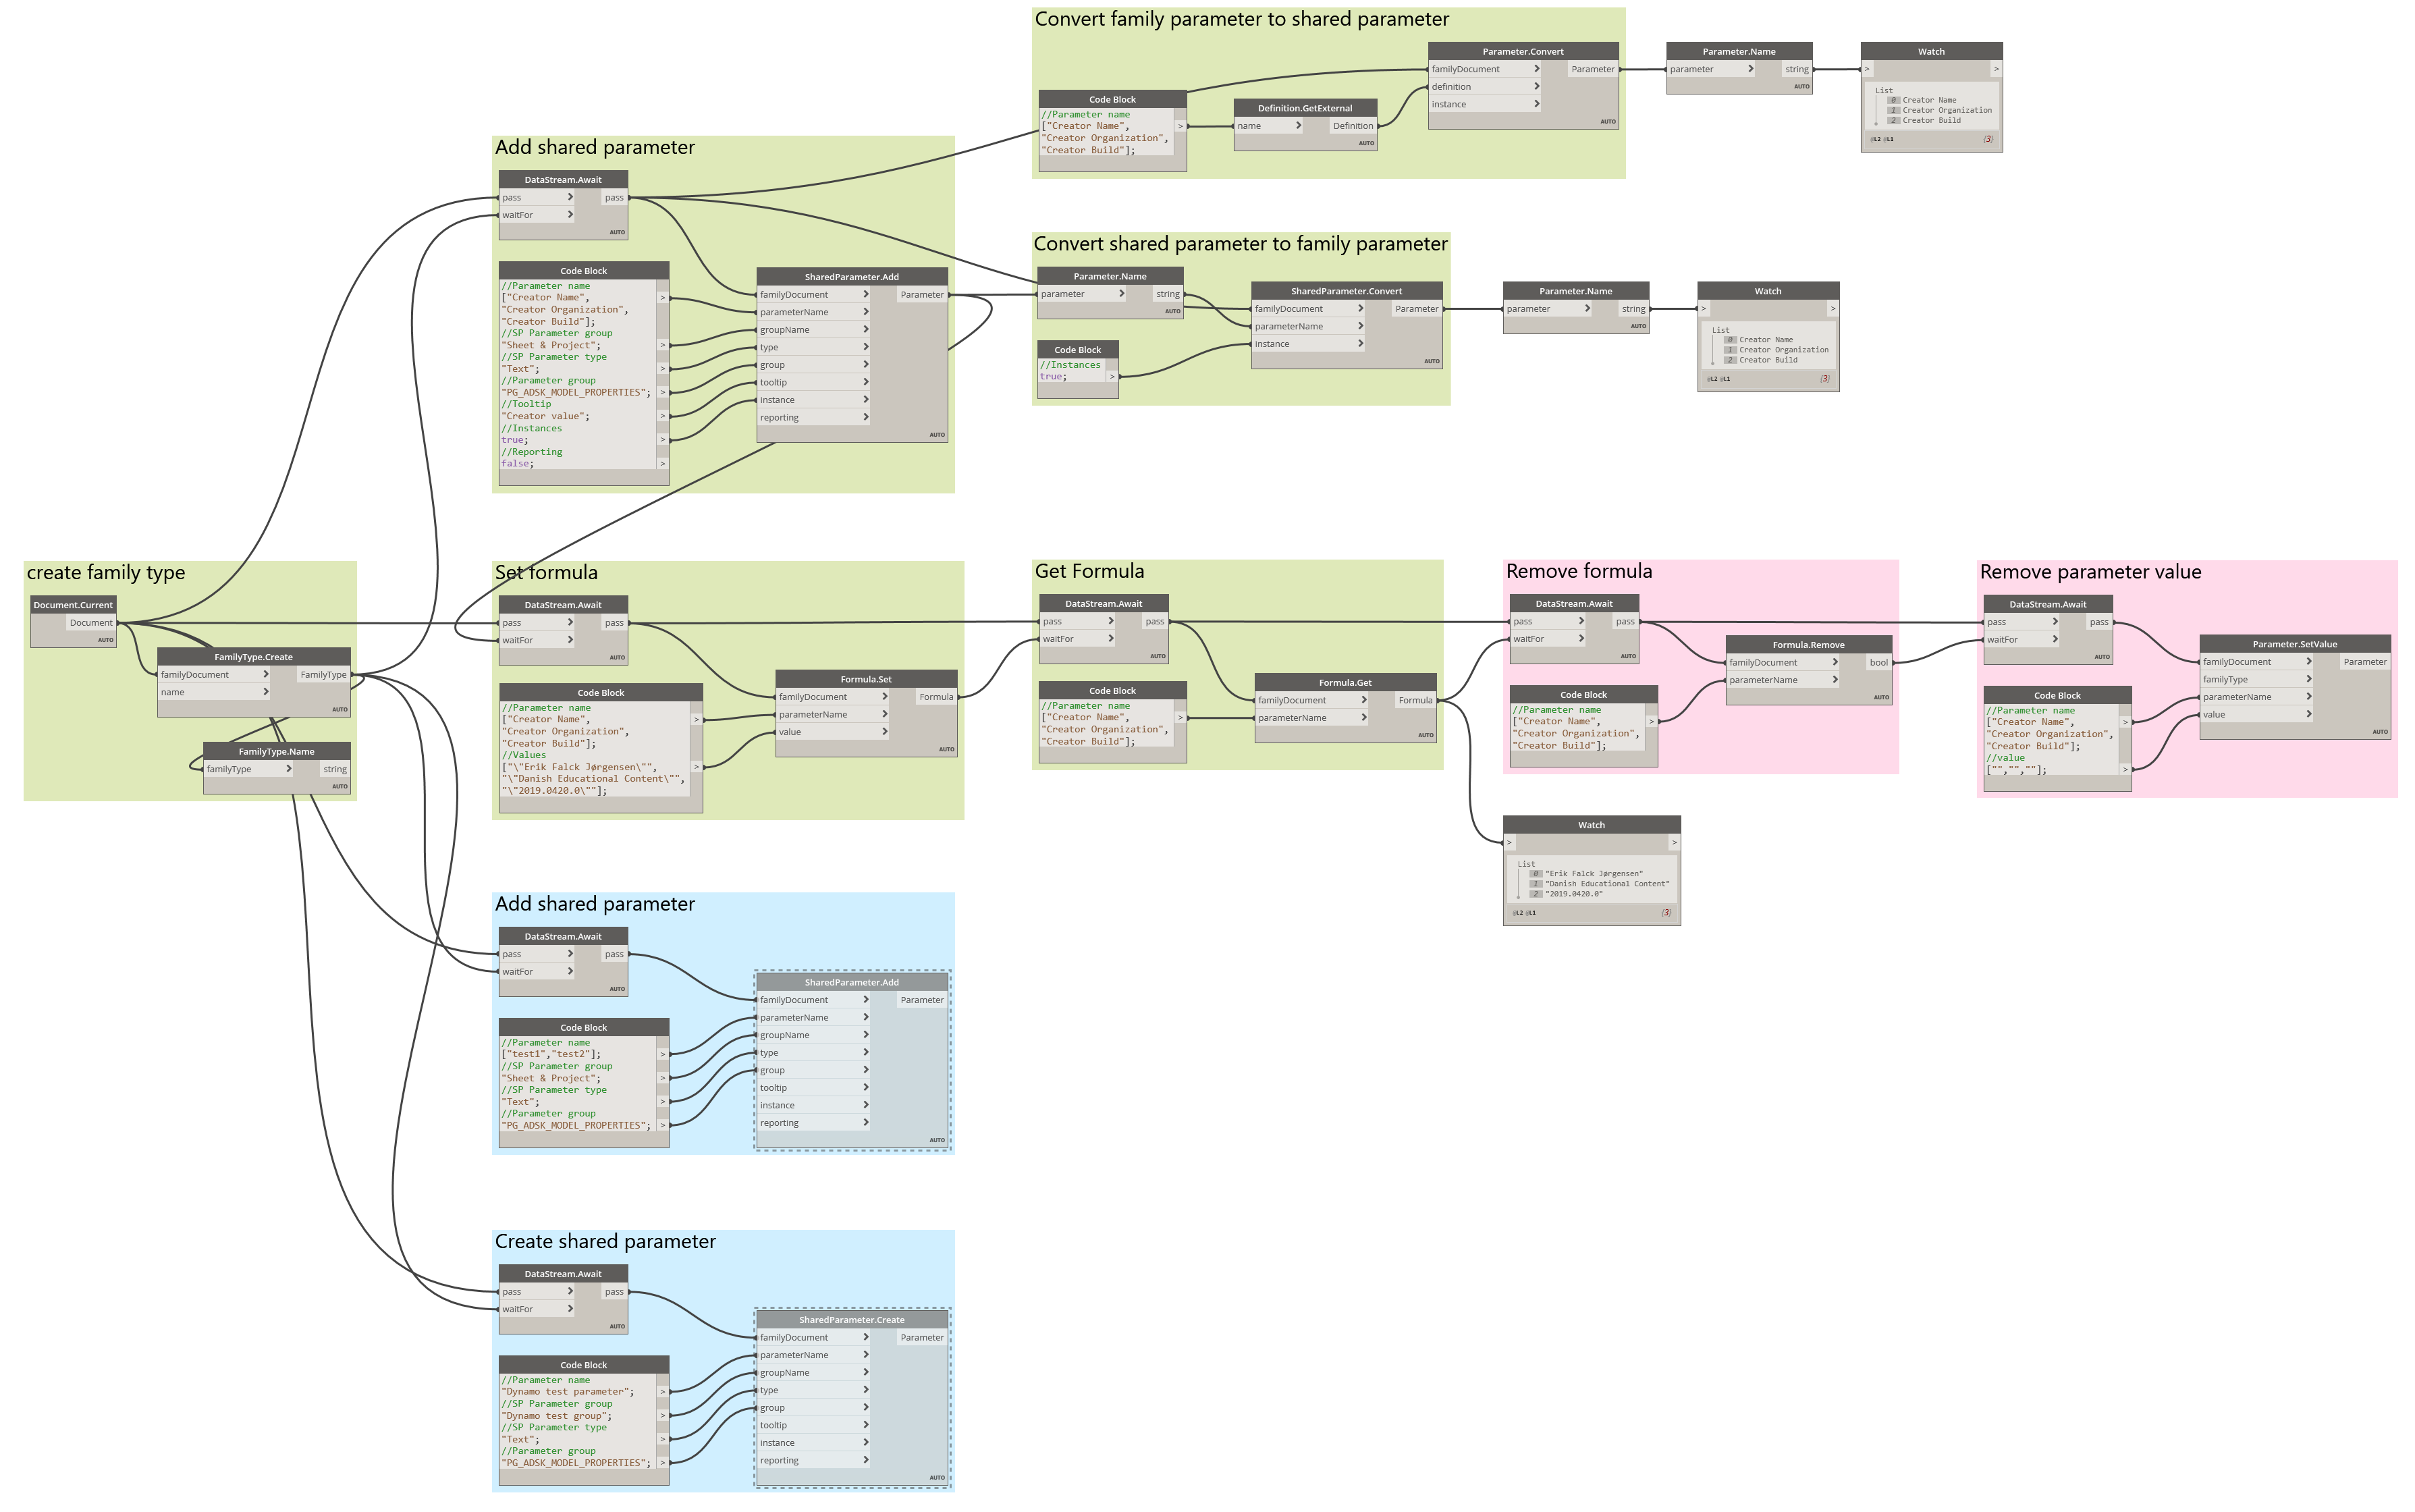 Convert family parameter to shared parameter
Code Block
//Parameter name
["Creator Name",
"Creator Organization",
"Creator Build"];
>
Definition.GetExternal
name > Definition
AUTO
Parameter.Convert
familyDocument > Parameter
definition >
instance >
AUTO
Parameter.Name
parameter > string
AUTO
Watch
> >
List
0 Creator Name
1 Creator Organization
2 Creator Build
@L2 @L1 {3}
Add shared parameter
DataStream.Await
pass > pass
waitFor >
AUTO
Code Block
//Parameter name
["Creator Name", >
"Creator Organization",
"Creator Build"];
//SP Parameter group
"Sheet & Project"; >
//SP Parameter type
"Text"; >
//Parameter group
"PG_ADSK_MODEL_PROPERTIES"; >
//Tooltip
"Creator value"; >
//Instances
true; >
//Reporting
false; >
SharedParameter.Add
familyDocument > Parameter
parameterName >
groupName >
type >
group >
tooltip >
instance >
reporting >
AUTO
Convert shared parameter to family parameter
Parameter.Name
parameter > string
AUTO
Code Block
//Instances
true; >
SharedParameter.Convert
familyDocument > Parameter
parameterName >
instance >
AUTO
Parameter.Name
parameter > string
AUTO
Watch
> >
List
0 Creator Name
1 Creator Organization
2 Creator Build
@L2 @L1 {3}
create family type
Document.Current
Document
AUTO
FamilyType.Create
familyDocument > FamilyType
name >
AUTO
FamilyType.Name
familyType > string
AUTO
Set formula
DataStream.Await
pass > pass
waitFor >
AUTO
Code Block
//Parameter name
["Creator Name", >
"Creator Organization",
"Creator Build"];
//Values
["\"Erik Falck Jørgensen\"", >
"\"Danish Educational Content\"",
"\"2019.0420.0\""];
Formula.Set
familyDocument > Formula
parameterName >
value >
AUTO
Get Formula
DataStream.Await
pass > pass
waitFor >
AUTO
Code Block
//Parameter name
["Creator Name", >
"Creator Organization",
"Creator Build"];
Formula.Get
familyDocument > Formula
parameterName >
AUTO
Remove formula
DataStream.Await
pass > pass
waitFor >
AUTO
Code Block
//Parameter name
["Creator Name", >
"Creator Organization",
"Creator Build"];
Formula.Remove
familyDocument > bool
parameterName >
AUTO
Remove parameter value
DataStream.Await
pass > pass
waitFor >
AUTO
Code Block
//Parameter name
["Creator Name", >
"Creator Organization",
"Creator Build"];
//value
["","",""]; >
Parameter.SetValue
familyDocument > Parameter
familyType >
parameterName >
value >
AUTO
Watch
> >
List
0 "Erik Falck Jørgensen"
1 "Danish Educational Content"
2 "2019.0420.0"
@L2 @L1 {3}
Add shared parameter
DataStream.Await
pass > pass
waitFor >
AUTO
Code Block
//Parameter name
["test1","test2"]; >
//SP Parameter group
"Sheet & Project"; >
//SP Parameter type
"Text"; >
//Parameter group
"PG_ADSK_MODEL_PROPERTIES"; >
SharedParameter.Add
familyDocument > Parameter
parameterName >
groupName >
type >
group >
tooltip >
instance >
reporting >
AUTO
Create shared parameter
DataStream.Await
pass > pass
waitFor >
AUTO
Code Block
//Parameter name
"Dynamo test parameter"; >
//SP Parameter group
"Dynamo test group"; >
//SP Parameter type
"Text"; >
//Parameter group
"PG_ADSK_MODEL_PROPERTIES"; >
SharedParameter.Create
familyDocument > Parameter
parameterName >
groupName >
type >
group >
tooltip >
instance >
reporting >
AUTO